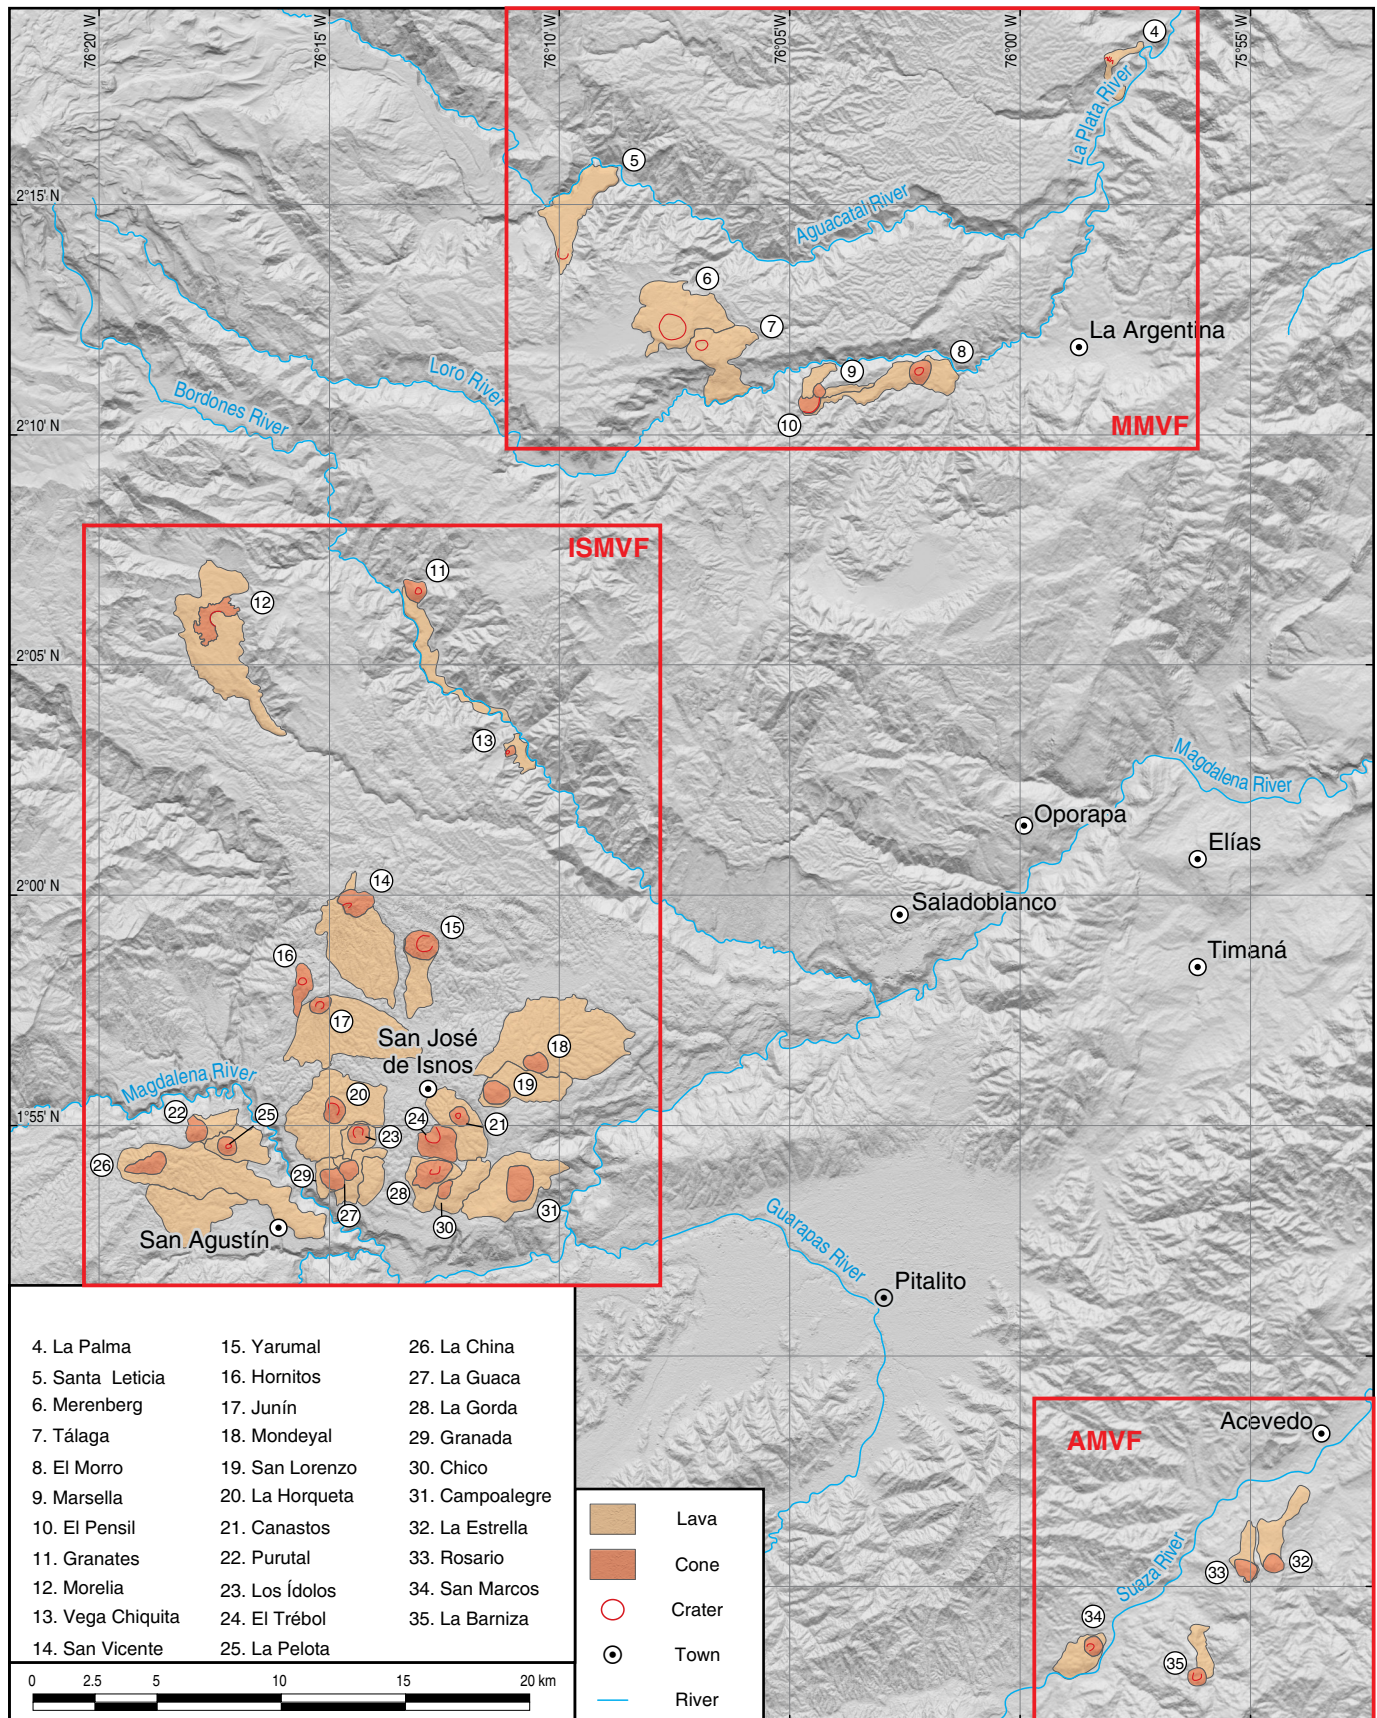 76°20' W
76°15' W
76°10' W
76°05' W
76°00' W
75°55' W
4
La Plata River
5
2°15' N
Aguacatal River
6
7
La Argentina
8
Loro River
9
Bordones River
10
MMVF
2°10' N
ISMVF
11
12
2°05' N
13
Magdalena River
Oporapa
Elías
14
2°00' N
Saladoblanco
15
Timaná
16
17
San José
de Isnos
18
Magdalena River
19
20
22
25
24
21
1°55' N
23
26
29
28
31
27
30
San Agustín
Guarapas River
Pitalito
4. La Palma
5. Santa Leticia
6. Merenberg
7. Tálaga
8. El Morro
9. Marsella
10. El Pensil
11. Granates
12. Morelia
13. Vega Chiquita
14. San Vicente
15. Yarumal
16. Hornitos
17. Junín
18. Mondeyal
19. San Lorenzo
20. La Horqueta
21. Canastos
22. Purutal
23. Los Ídolos
24. El Trébol
25. La Pelota
26. La China
27. La Guaca
28. La Gorda
29. Granada
30. Chico
31. Campoalegre
32. La Estrella
33. Rosario
34. San Marcos
35. La Barniza
0 2.5 5 10 15 20 km
Lava
Cone
Crater
Town
River
Acevedo
AMVF
Suaza River
33
32
34
35